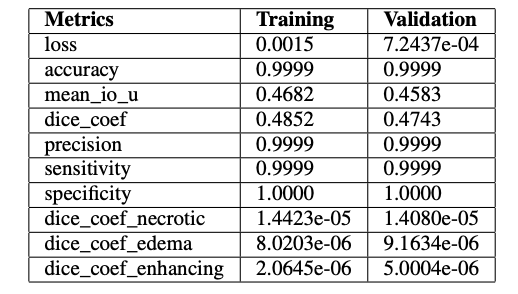 Metrics Training Validation
loss 0.0015 7.2437e-04
accuracy 0.9999 0.9999
mean_io_u 0.4682 0.4583
dice_coef 0.4852 0.4743
precision 0.9999 0.9999
sensitivity 0.9999 0.9999
specificity 1.0000 1.0000
dice_coef_necrotic 1.4423e-05 1.4080e-05
dice_coef_edema 8.0203e-06 9.1634e-06
dice_coef_enhancing 2.0645e-06 5.0004e-06